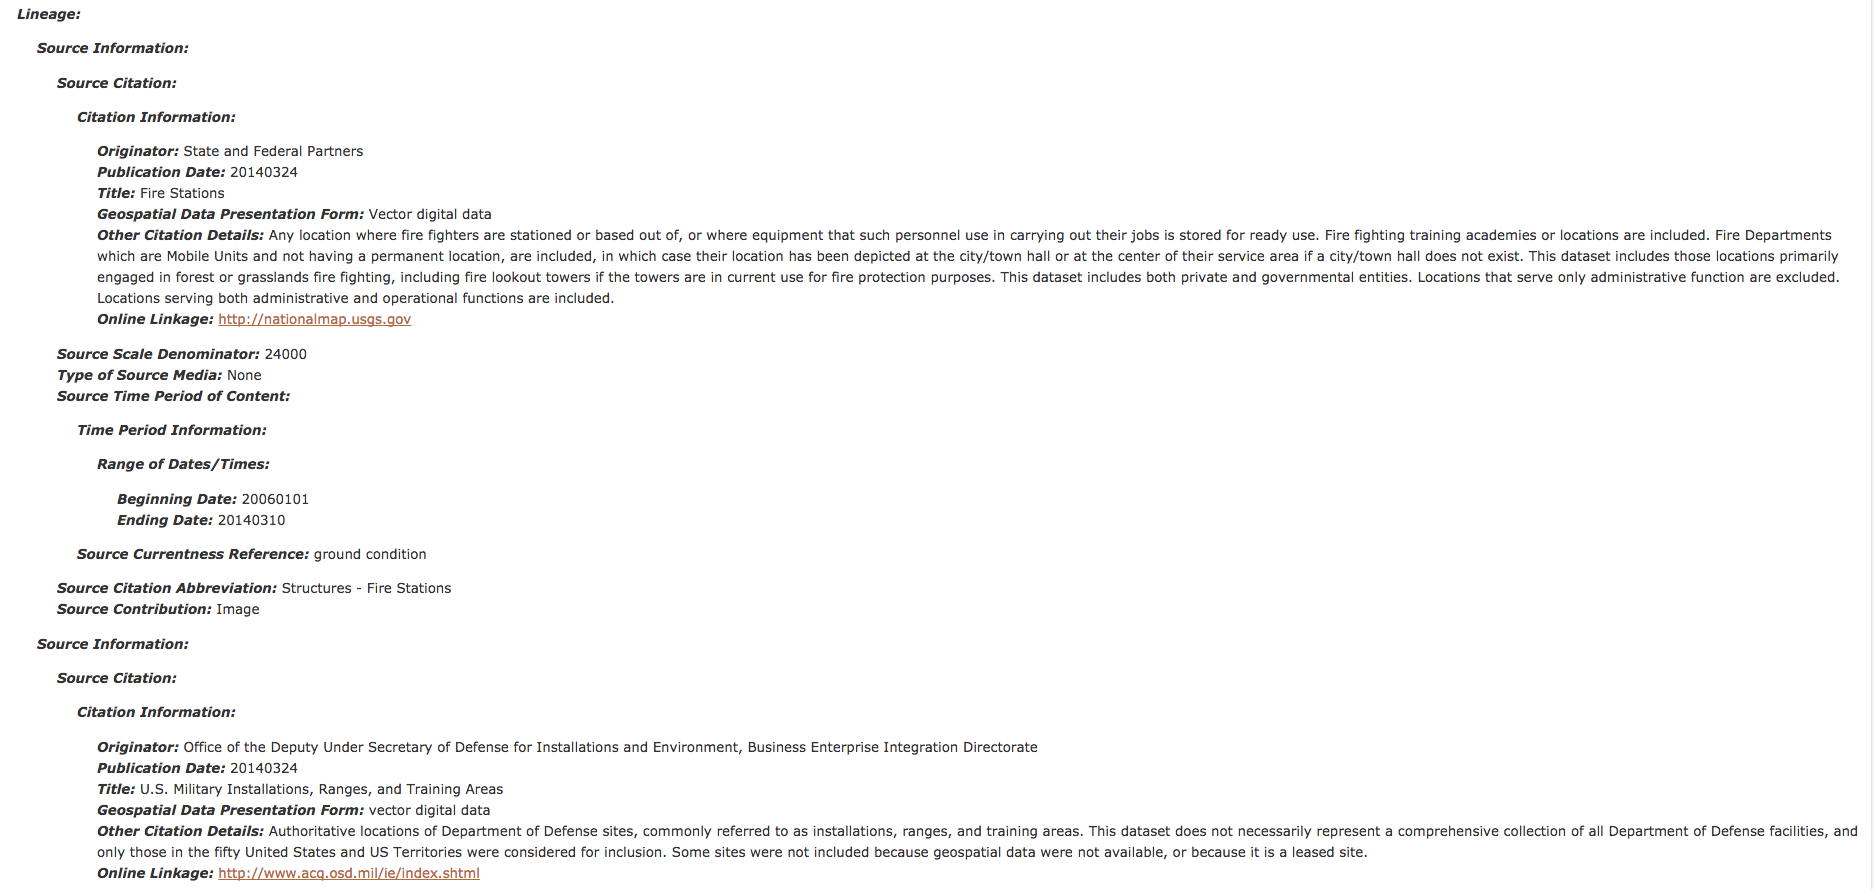 Lineage:
Source Information:
Source Citation:
Citation Information:
Originator: State and Federal Partners
Publication Date: 20140324
Title: Fire Stations
Geospatial Data Presentation Form: Vector digital data
Other Citation Details: Any location where fire fighters are stationed or based out of, or where equipment that such personnel use in carrying out their jobs is stored for ready use. Fire fighting training academies or locations are included. Fire Departments
which are Mobile Units and not having a permanent location, are included, in which case their location has been depicted at the city/town hall or at the center of their service area if a city/town hall does not exist. This dataset includes those locations primarily
engaged in forest or grasslands fire fighting, including fire lookout towers if the towers are in current use for fire protection purposes. This dataset includes both private and governmental entities. Locations that serve only administrative function are excluded.
Locations serving both administrative and operational functions are included.
Online Linkage: http://nationalmap.usgs.gov
Source Scale Denominator: 24000
Type of Source Media: None
Source Time Period of Content:
Time Period Information:
Range of Dates/Times:
Beginning Date: 20060101
Ending Date: 20140310
Source Currentness Reference: ground condition
Source Citation Abbreviation: Structures - Fire Stations
Source Contribution: Image
Source Information:
Source Citation:
Citation Information:
Originator: Office of the Deputy Under Secretary of Defense for Installations and Environment, Business Enterprise Integration Directorate
Publication Date: 20140324
Title: U.S. Military Installations, Ranges, and Training Areas
Geospatial Data Presentation Form: vector digital data
Other Citation Details: Authoritative locations of Department of Defense sites, commonly referred to as installations, ranges, and training areas. This dataset does not necessarily represent a comprehensive collection of all Department of Defense facilities, and
only those in the fifty United States and US Territories were considered for inclusion. Some sites were not included because geospatial data were not available, or because it is a leased site.
Online Linkage: http://www.acq.osd.mil/ie/index.shtml